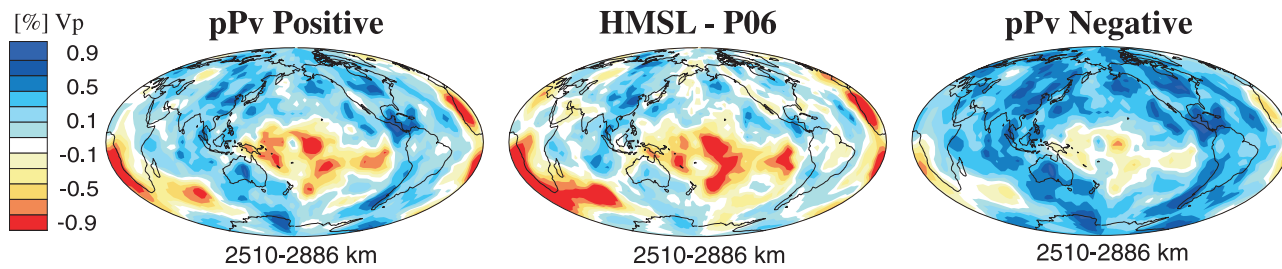 [%] Vp
0.9
0.5
0.1
-0.1
-0.5
-0.9
pPv Positive
2510-2886 km
HMSL - P06
2510-2886 km
pPv Negative
2510-2886 km